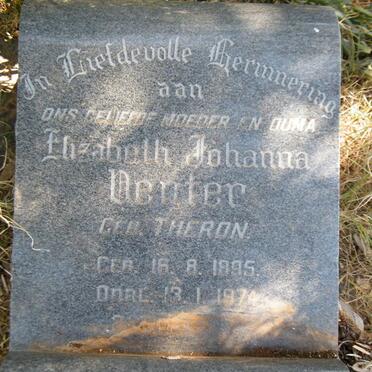 In Liefdevolle Herinnering
aan
ONS GELIEFDE MOEDER EN OUMA
Elizabeth Johanna
Venter
GEB. THERON.
GEB. 16. 8. 1895.
OORL. 13. 1. 197